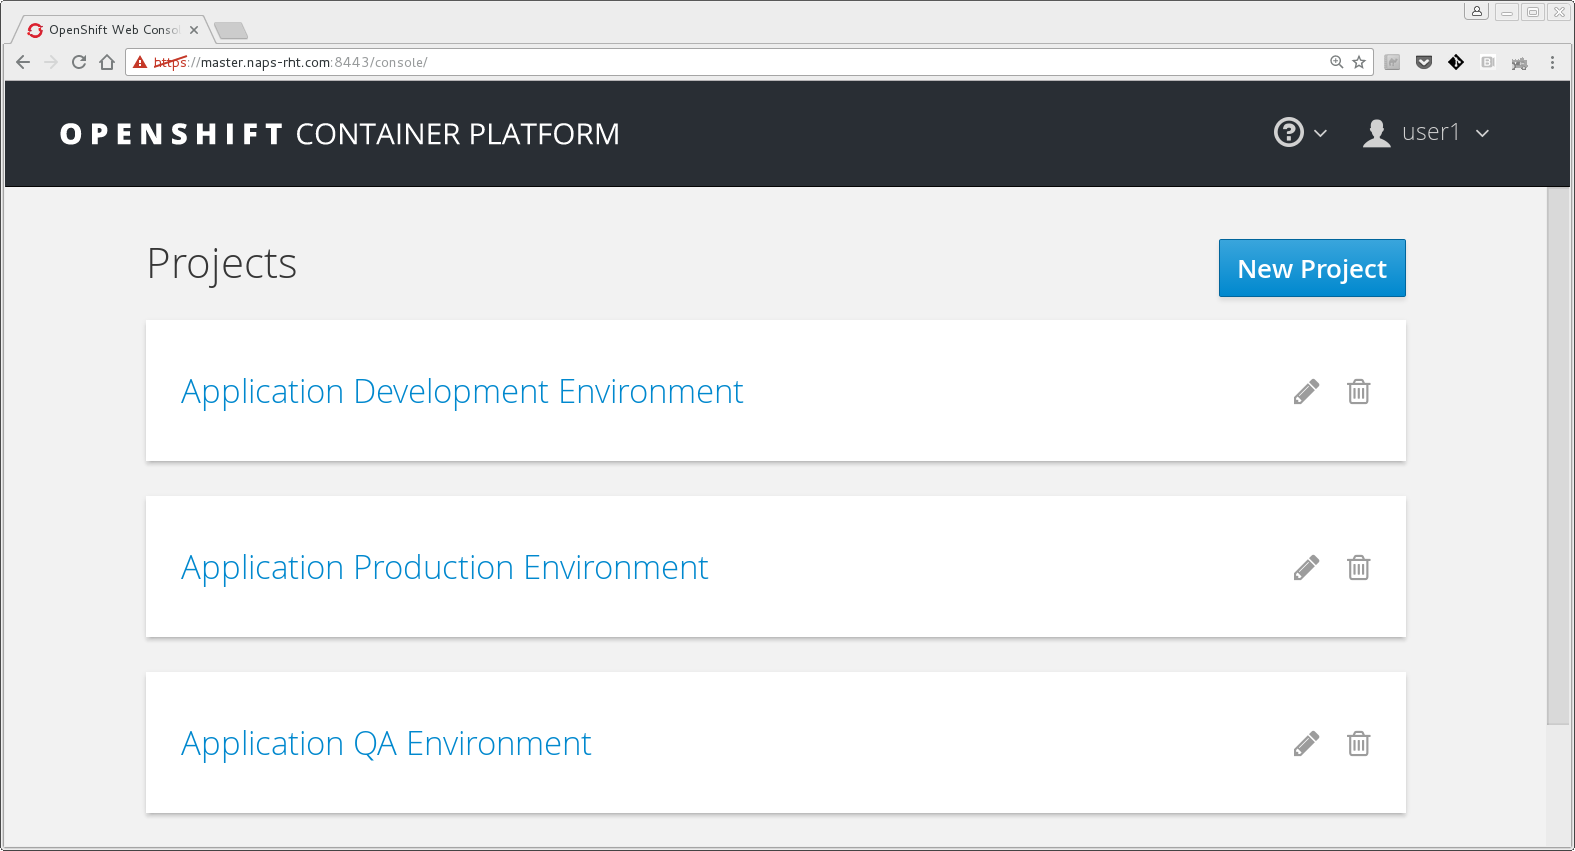 OpenShift Web Conso
https://master.naps-rht.com:8443/console/
OPENSHIFT CONTAINER PLATFORM
user1
Projects
New Project
Application Development Environment
Application Production Environment
Application QA Environment